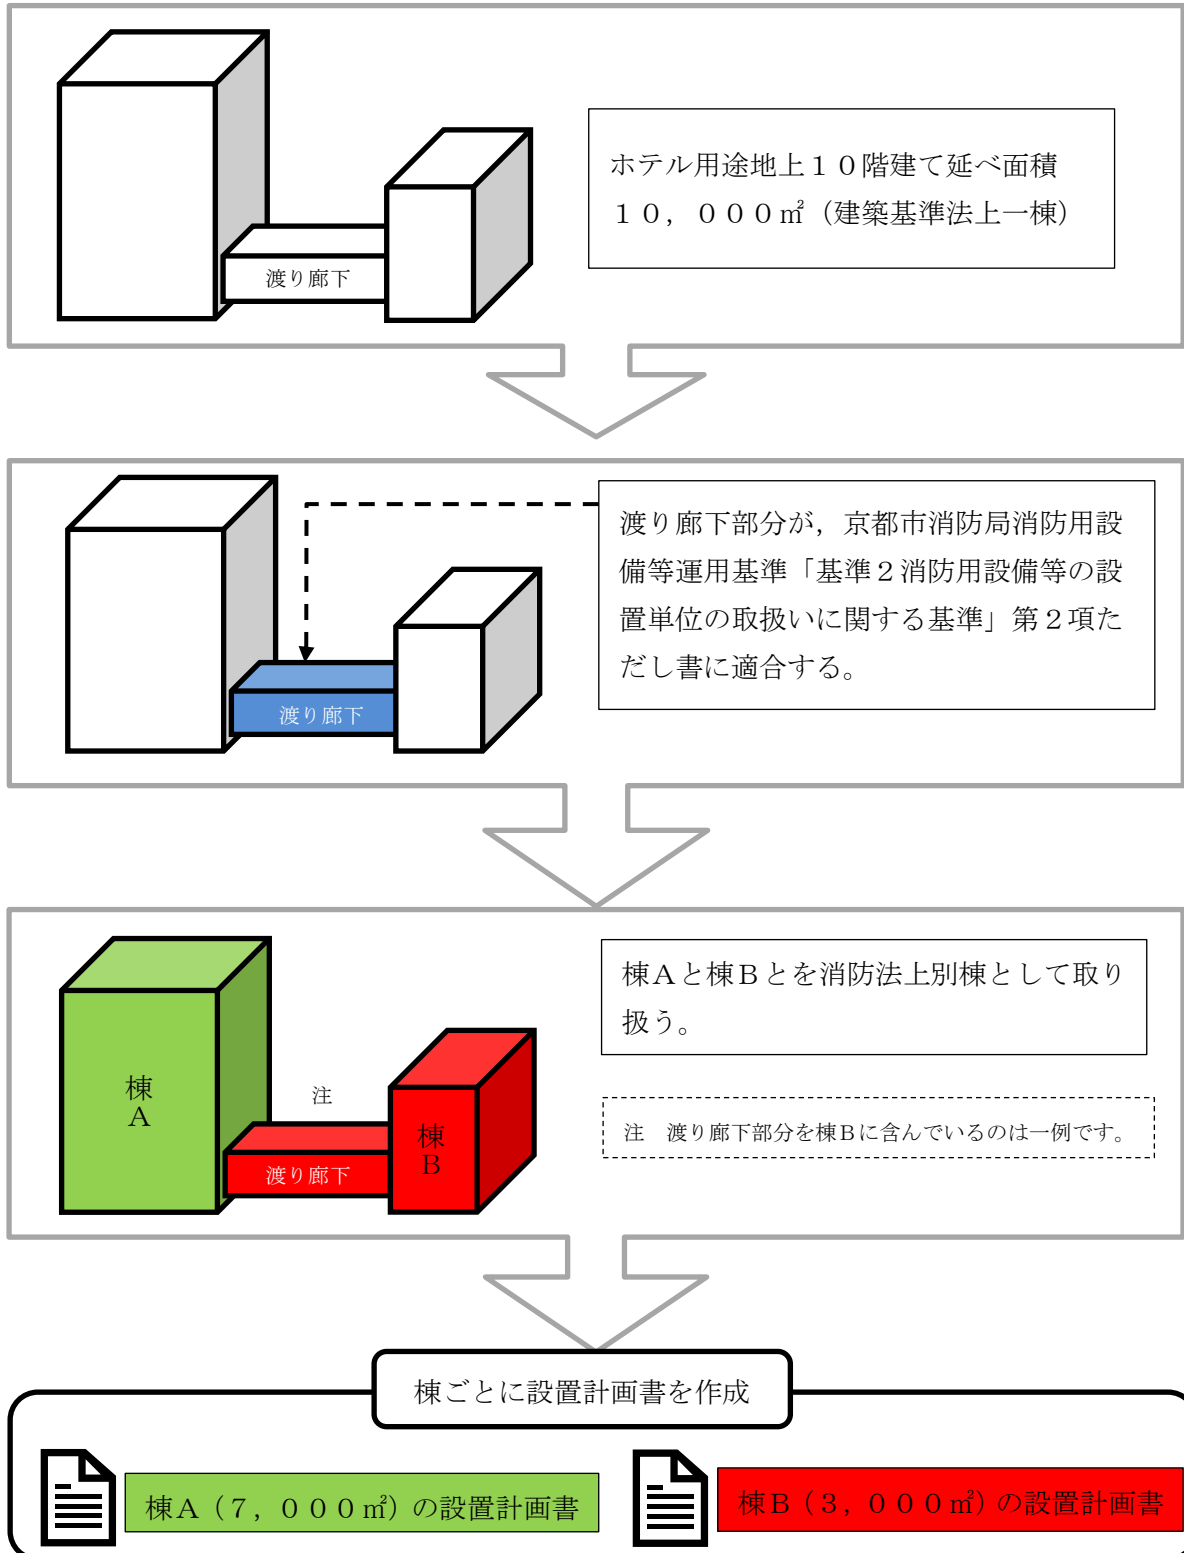 ホテル用途地上１０階建て延べ面積
１０，０００㎡（建築基準法上一棟）
渡り廊下
渡り廊下部分が，京都市消防局消防用設
備等運用基準「基準２消防用設備等の設
置単位の取扱いに関する基準」第２項た
だし書に適合する。
渡り廊下
棟Ａと棟Ｂとを消防法上別棟として取り
扱う。
棟
Ａ
注
棟
Ｂ
渡り廊下
注　渡り廊下部分を棟Ｂに含んでいるのは一例です。
棟ごとに設置計画書を作成
棟Ａ（７，０００㎡）の設置計画書
棟Ｂ（３，０００㎡）の設置計画書